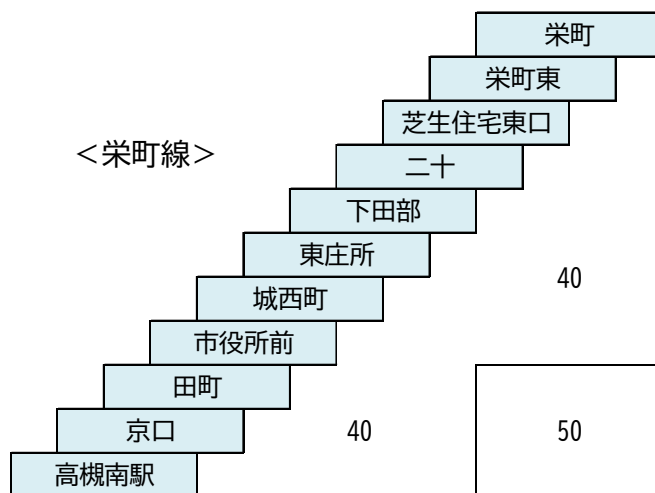 栄町
栄町東
芝生住宅東口
＜栄町線＞
二十
下田部
東庄所
城西町
40
市役所前
田町
京口
40
50
高槻南駅